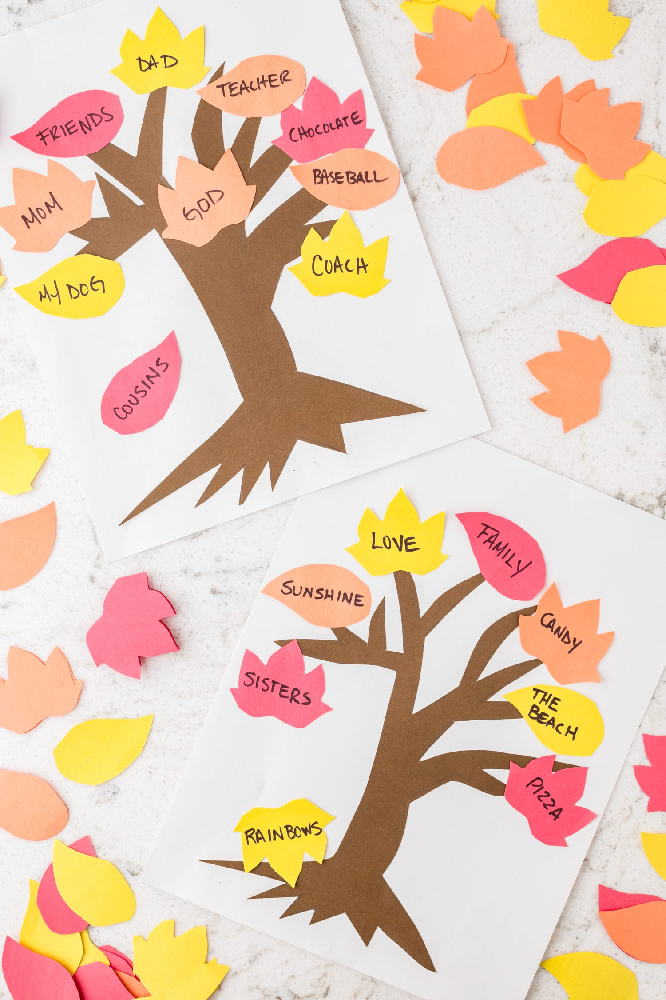 DAD
TEACHER
FRIENDS
CHOCOLATE
BASEBALL
MOM
GOD
COACH
MY DOG
COUSINS
LOVE
FAMILY
SUNSHINE
CANDY
SISTERS
THE
BEACH
PIZZA
RAINBOWS